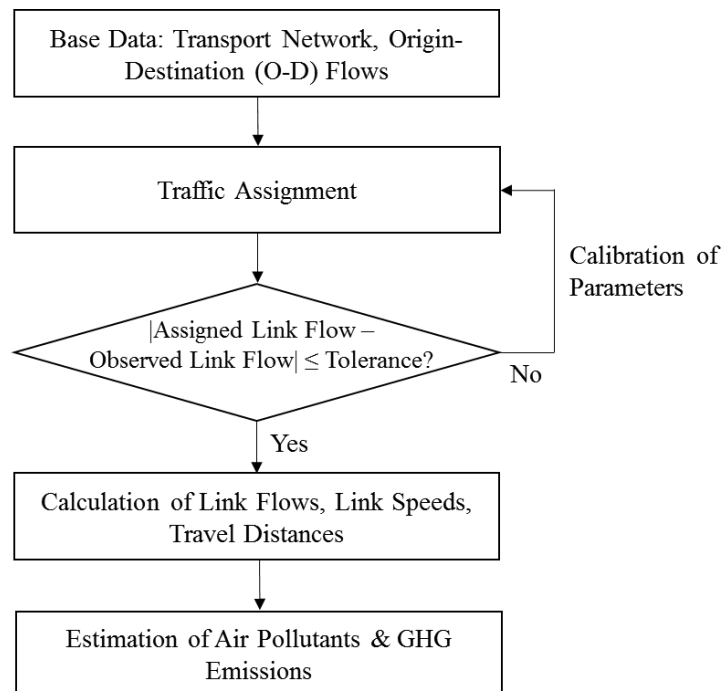 Base Data: Transport Network, Origin-
Destination (O-D) Flows
Traffic Assignment
Calibration of
Parameters
|Assigned Link Flow –
Observed Link Flow| ≤ Tolerance?
No
Yes
Calculation of Link Flows, Link Speeds,
Travel Distances
Estimation of Air Pollutants & GHG
Emissions